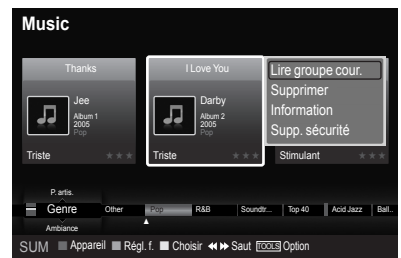 Music
Thanks
I Love You
Lire groupe cour.
Supprimer
Information
Supp. sécurité
Jee
Album 1
2005
Pop
Darby
Album 2
2005
Pop
Triste
Triste
Stimulant
P. artis.
Genre
Other
Pop
R&B
Soundtr...
Top 40
Acid Jazz
Ball..
Ambiance
SUM Appareil Régl. f. Choisir Saut TOOLS Option